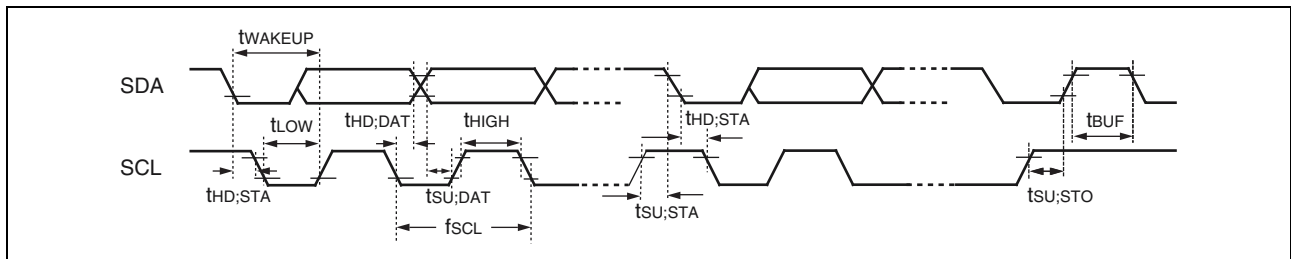 tWAKEUP
SDA
tLOW
tHD;DAT
tHIGH
tHD;STA
tBUF
SCL
tHD;STA
tSU;DAT
tSU;STA
tSU;STO
fSCL